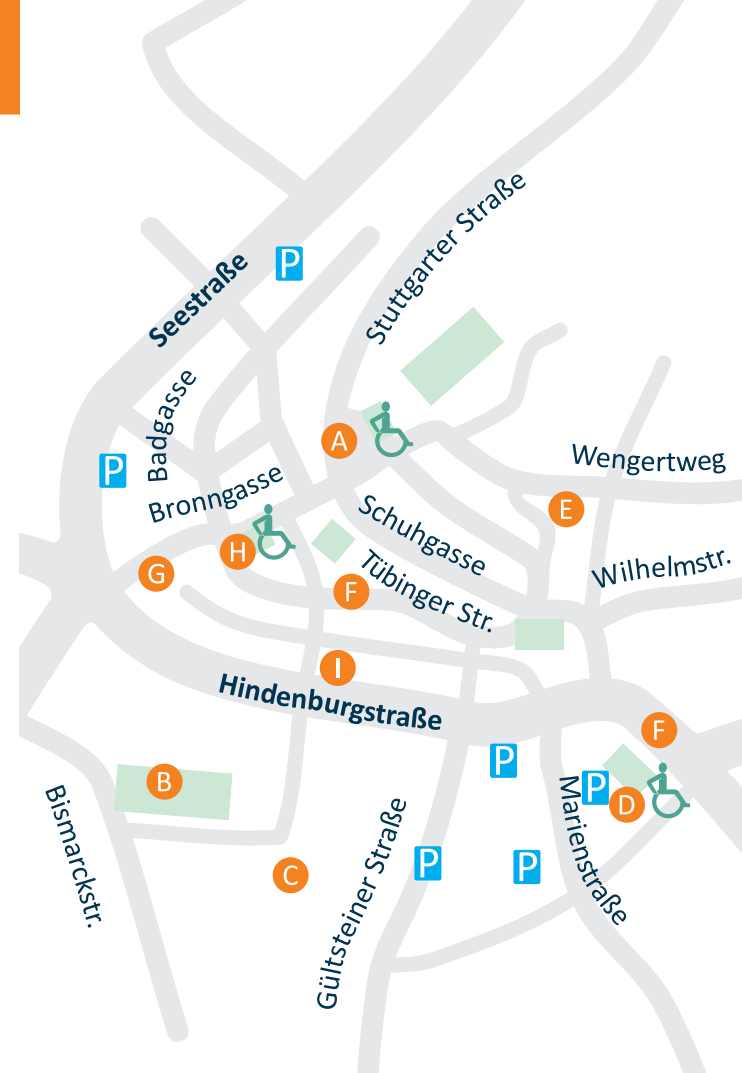 Stuttgarter Straße
P
Seestraße
Badgasse
A
Wengertweg
P
Bronngasse
E
Schuhgasse
H
Wilhelmstr.
G
F
Tübinger Str.
I
Hindenburgstraße
F
P
B
P
D
Bismarckstr.
Marienstraße
Gültsteiner Straße
P
P
C